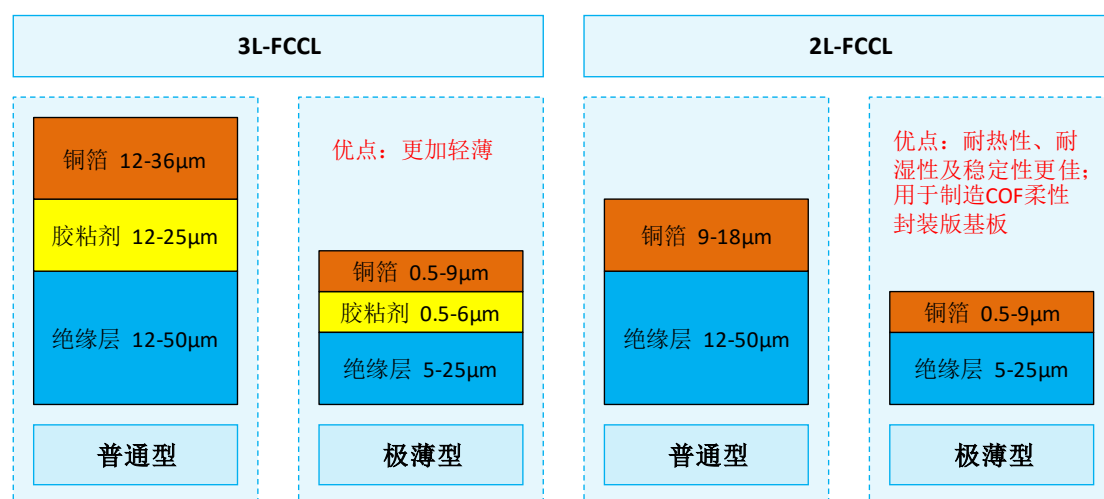 3L-FCCL
2L-FCCL
铜箔 12-36μm
胶粘剂 12-25μm
绝缘层 12-50μm
普通型
优点：更加轻薄
铜箔 0.5-9μm
胶粘剂 0.5-6μm
绝缘层 5-25μm
极薄型
铜箔 9-18μm
绝缘层 12-50μm
普通型
优点：耐热性、耐
湿性及稳定性更佳；
用于制造COF柔性
封装版基板
铜箔 0.5-9μm
绝缘层 5-25μm
极薄型